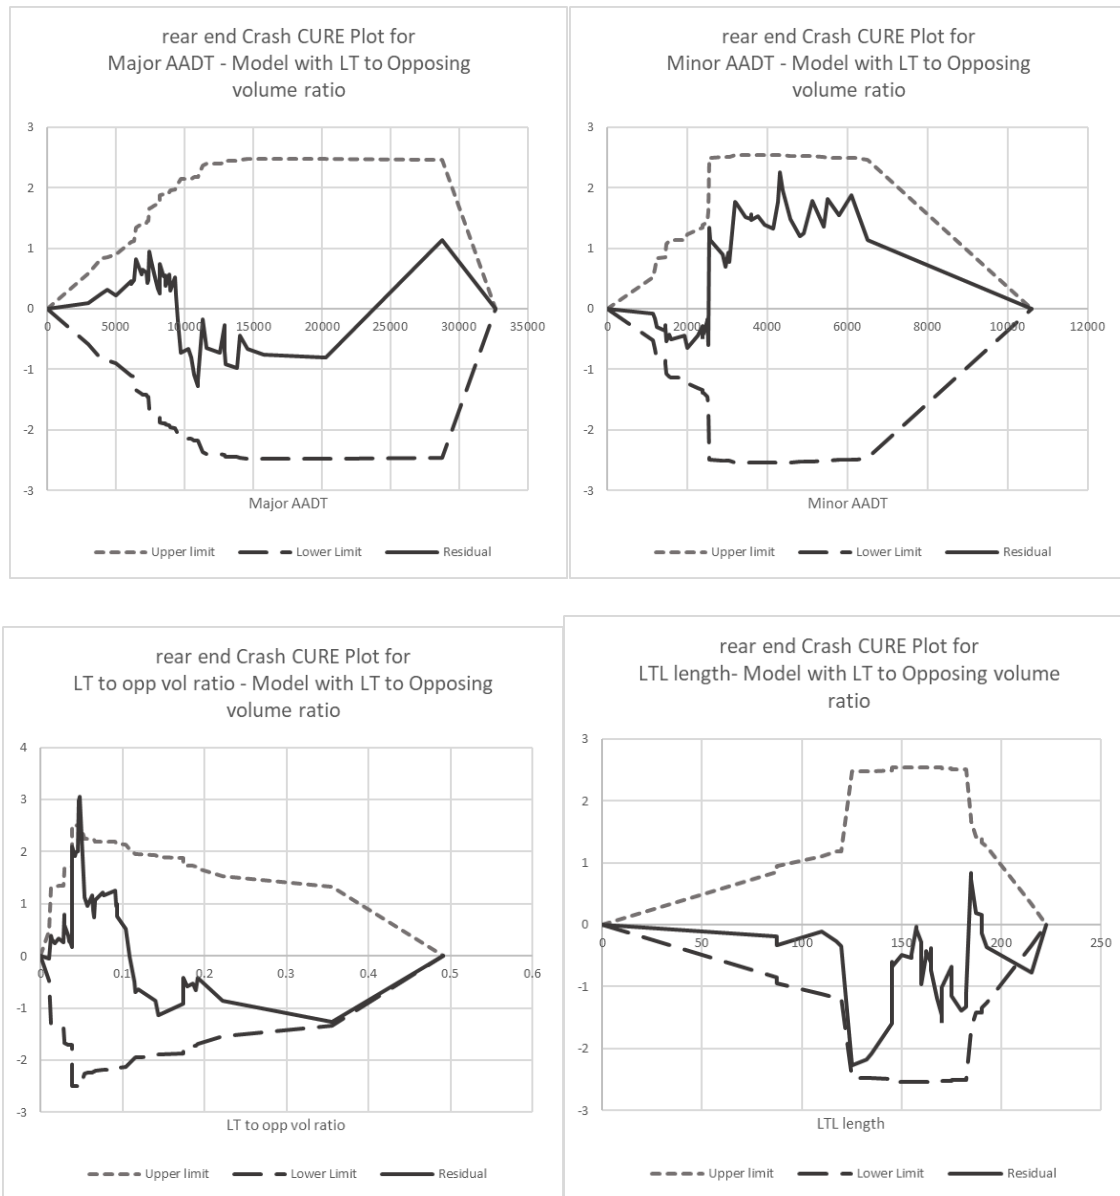 rear end Crash CURE Plot for
Major AADT - Model with LT to Opposing
volume ratio
3
2
1
0
-1
-2
-3
0 5000 10000 15000 20000 25000 30000 35000
Major AADT
Upper limit Lower Limit Residual
rear end Crash CURE Plot for
Minor AADT - Model with LT to Opposing
volume ratio
3
2
1
0
-1
-2
-3
0 2000 4000 6000 8000 10000 12000
Minor AADT
Upper limit Lower Limit Residual
rear end Crash CURE Plot for
LT to opp vol ratio - Model with LT to Opposing
volume ratio
4
3
2
1
0
-1
-2
-3
0 0.1 0.2 0.3 0.4 0.5 0.6
LT to opp vol ratio
Upper limit Lower Limit Residual
rear end Crash CURE Plot for
LTL length- Model with LT to Opposing volume
ratio
3
2
1
0
-1
-2
-3
0 50 100 150 200 250
LTL length
Upper limit Lower Limit Residual